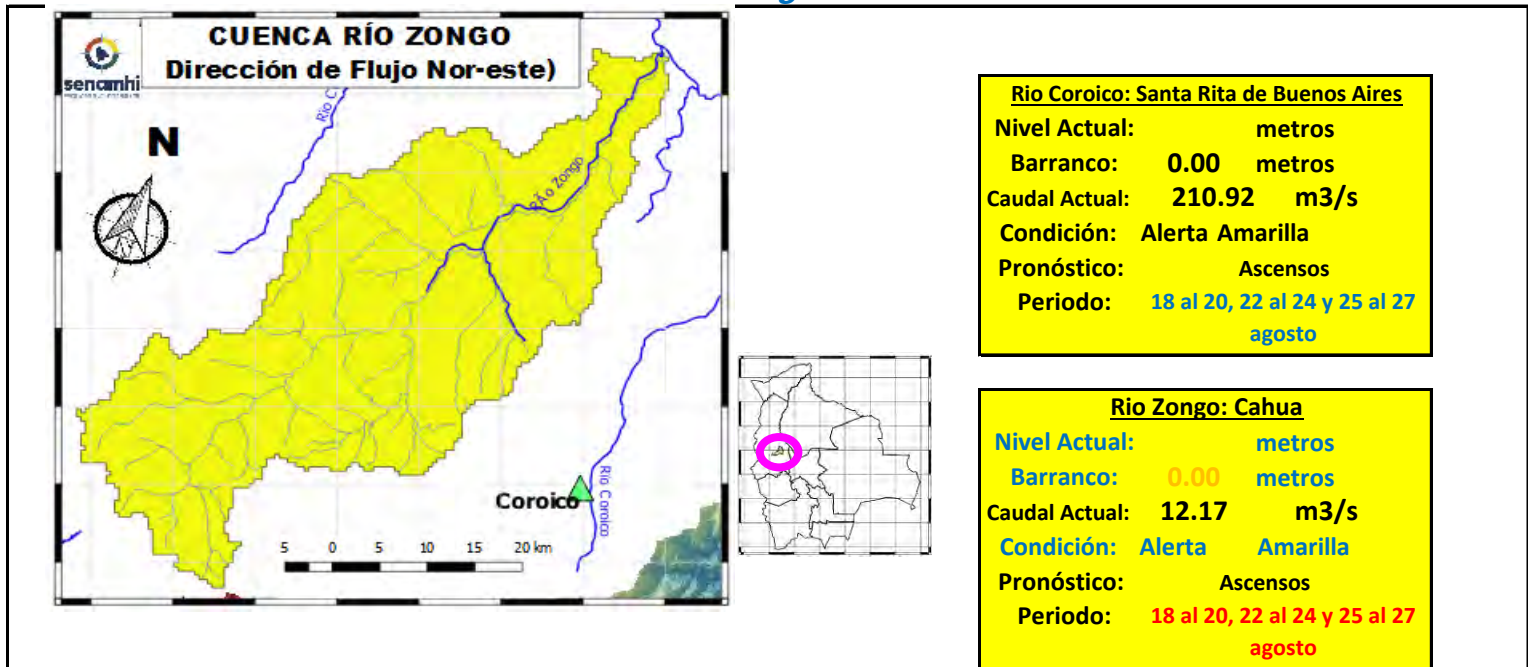 g
CUENCA RÍO ZONGO
Dirección de Flujo Nor-este)
senamhi
N
Río C
RÃo Zongo
Río Coroico
Coroico
5 0 5 10 15 20 km
Rio Coroico: Santa Rita de Buenos Aires
Nivel Actual: metros
Barranco: 0.00 metros
Caudal Actual: 210.92 m3/s
Condición: Alerta Amarilla
Pronóstico: Ascensos
Periodo: 18 al 20, 22 al 24 y 25 al 27
agosto
Rio Zongo: Cahua
Nivel Actual: metros
Barranco: 0.00 metros
Caudal Actual: 12.17 m3/s
Condición: Alerta Amarilla
Pronóstico: Ascensos
Periodo: 18 al 20, 22 al 24 y 25 al 27
agosto